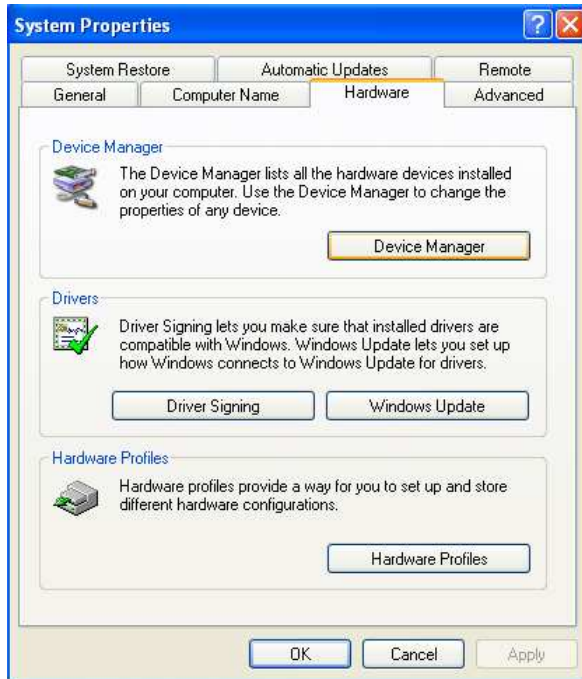 System Properties
System Restore
Automatic Updates
Remote
General
Computer Name
Hardware
Advanced
Device Manager
The Device Manager lists all the hardware devices installed
on your computer. Use the Device Manager to change the
properties of any device.
Device Manager
Drivers
Driver Signing lets you make sure that installed drivers are
compatible with Windows. Windows Update lets you set up
how Windows connects to Windows Update for drivers.
Driver Signing
Windows Update
Hardware Profiles
Hardware profiles provide a way for you to set up and store
different hardware configurations.
Hardware Profiles
OK
Cancel
Apply